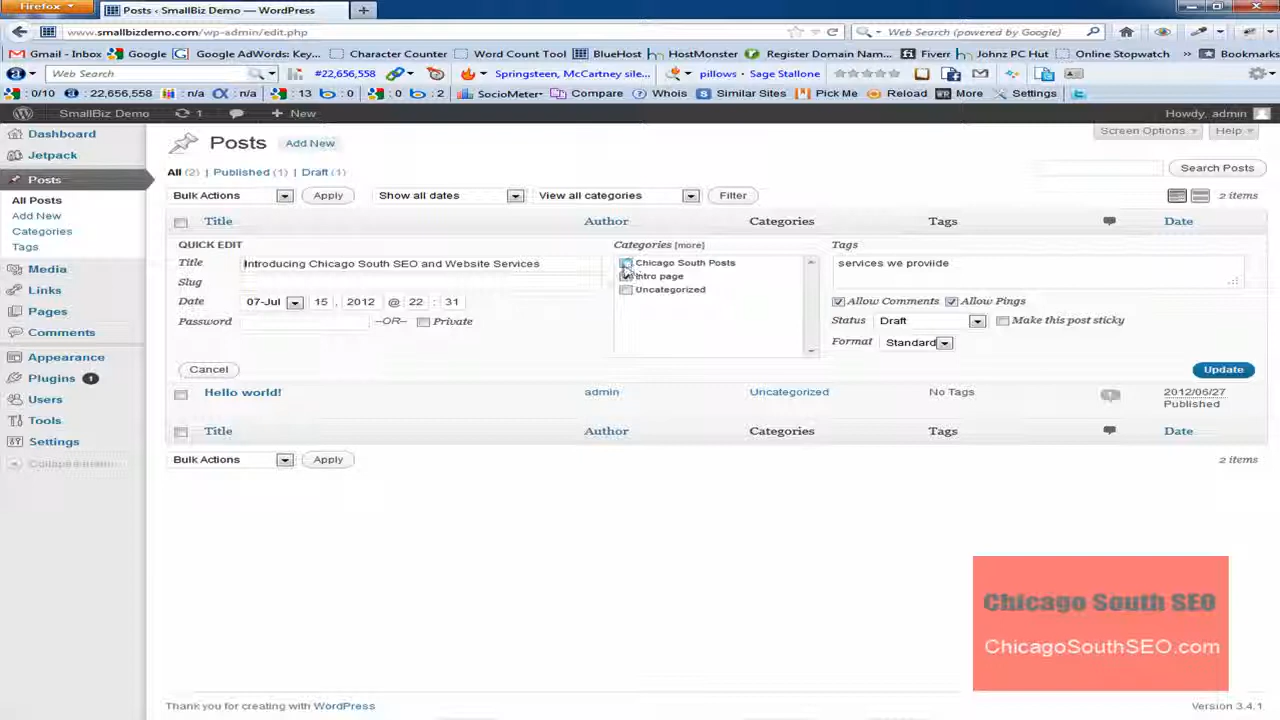 Firefox
Posts ‹ SmallBiz Demo — WordPress
www.smallbizdemo.com/wp-admin/edit.php
Web Search (powered by Google)
Gmail - Inbox
Google
Google AdWords: Key...
Character Counter
Word Count Tool
BlueHost
HostMonster
Register Domain Nam...
Fiverr
Johnz PC Hut
Online Stopwatch
Bookmarks
Web Search
#22,656,558
Springsteen, McCartney sile...
pillows - Sage Stallone
: 0/10
: 22,656,558
: n/a
: n/a
: 13
: 0
: 0
: 2
SocioMeter
Compare
Whois
Similar Sites
Pick Me
Reload
More
Settings
SmallBiz Demo
1
+ New
Howdy, admin
Dashboard
Jetpack
Posts
All Posts
Add New
Categories
Tags
Media
Links
Pages
Comments
Appearance
Plugins 1
Users
Tools
Settings
Posts
Add New
Screen Options
Help
All (2) | Published (1) | Draft (1)
Search Posts
Bulk Actions
Apply
Show all dates
View all categories
Filter
2 items
Title
Author
Categories
Tags
Date
QUICK EDIT
Title
Introducing Chicago South SEO and Website Services
Slug
Date
07-Jul 15 , 2012 @ 22 : 31
Password
–OR–
Private
Categories [more]
Chicago South Posts
Intro page
Uncategorized
Tags
services we proviide
Allow Comments
Allow Pings
Status
Draft
Make this post sticky
Format
Standard
Cancel
Update
Hello world!
admin
Uncategorized
No Tags
2012/06/27
Published
Title
Author
Categories
Tags
Date
Bulk Actions
Apply
2 items
Chicago South SEO
ChicagoSouthSEO.com
Thank you for creating with WordPress
Version 3.4.1